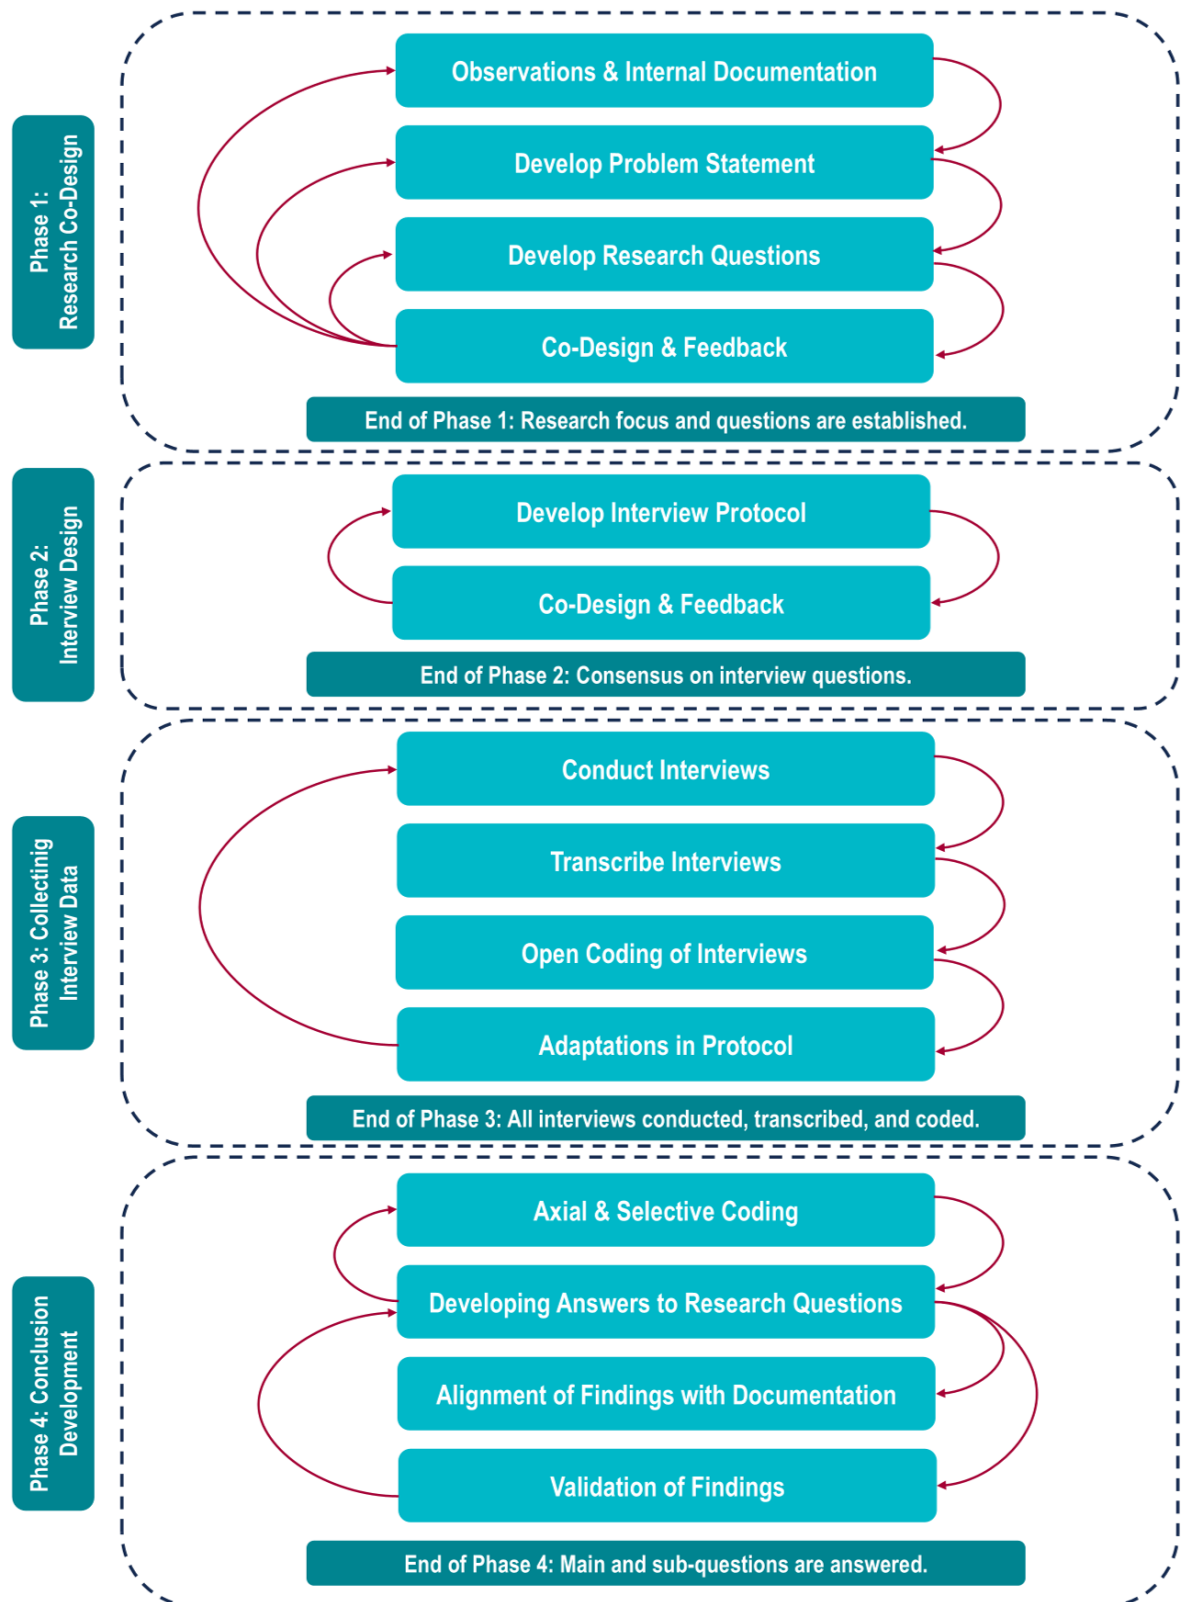 Phase 1:
Research Co-Design
Observations & Internal Documentation
Develop Problem Statement
Develop Research Questions
Co-Design & Feedback
End of Phase 1: Research focus and questions are established.
Phase 2:
Interview Design
Develop Interview Protocol
Co-Design & Feedback
End of Phase 2: Consensus on interview questions.
Phase 3: Collecting
Interview Data
Conduct Interviews
Transcribe Interviews
Open Coding of Interviews
Adaptations in Protocol
End of Phase 3: All interviews conducted, transcribed, and coded.
Phase 4: Conclusion
Development
Axial & Selective Coding
Developing Answers to Research Questions
Alignment of Findings with Documentation
Validation of Findings
End of Phase 4: Main and sub-questions are answered.